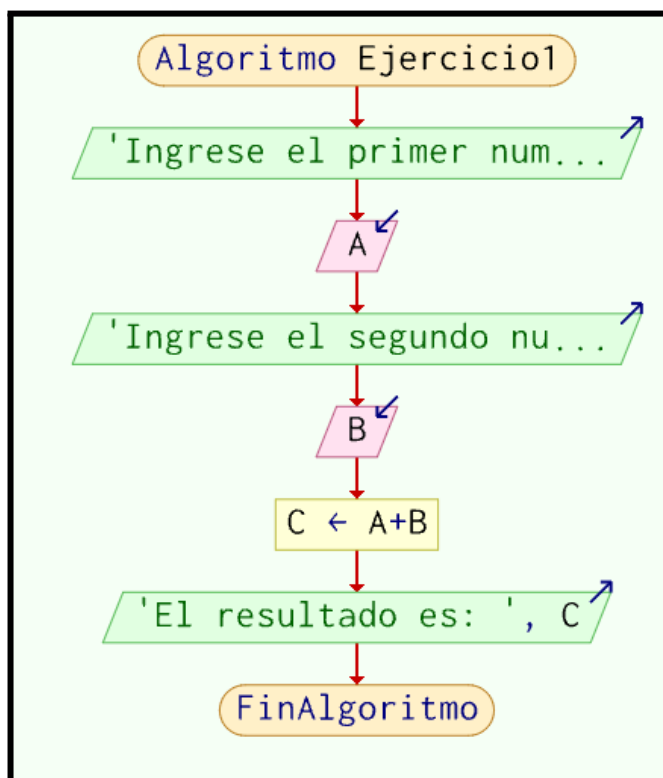 Algoritmo Ejercicio1
'Ingrese el primer num...
A
'Ingrese el segundo nu...
B
C ← A+B
'El resultado es: ', C
FinAlgoritmo